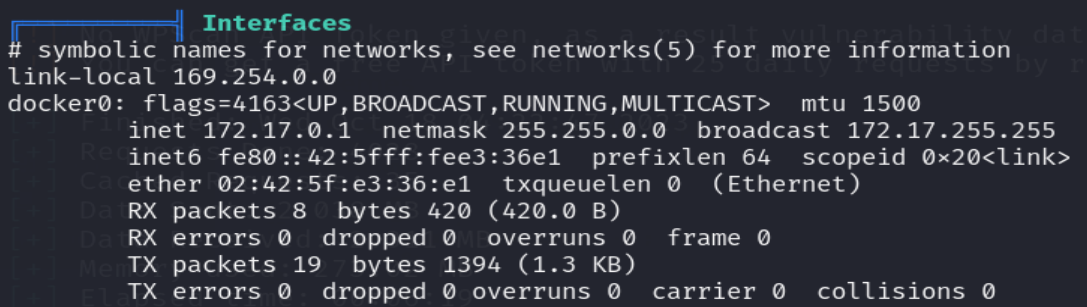 ╔══════════╣ Interfaces
# symbolic names for networks, see networks(5) for more information
link-local 169.254.0.0
docker0: flags=4163<UP,BROADCAST,RUNNING,MULTICAST>  mtu 1500
        inet 172.17.0.1  netmask 255.255.0.0  broadcast 172.17.255.255
        inet6 fe80::42:5fff:fee3:36e1  prefixlen 64  scopeid 0×20<link>
        ether 02:42:5f:e3:36:e1  txqueuelen 0  (Ethernet)
        RX packets 8  bytes 420 (420.0 B)
        RX errors 0  dropped 0  overruns 0  frame 0
        TX packets 19  bytes 1394 (1.3 KB)
        TX errors 0  dropped 0 overruns 0  carrier 0  collisions 0